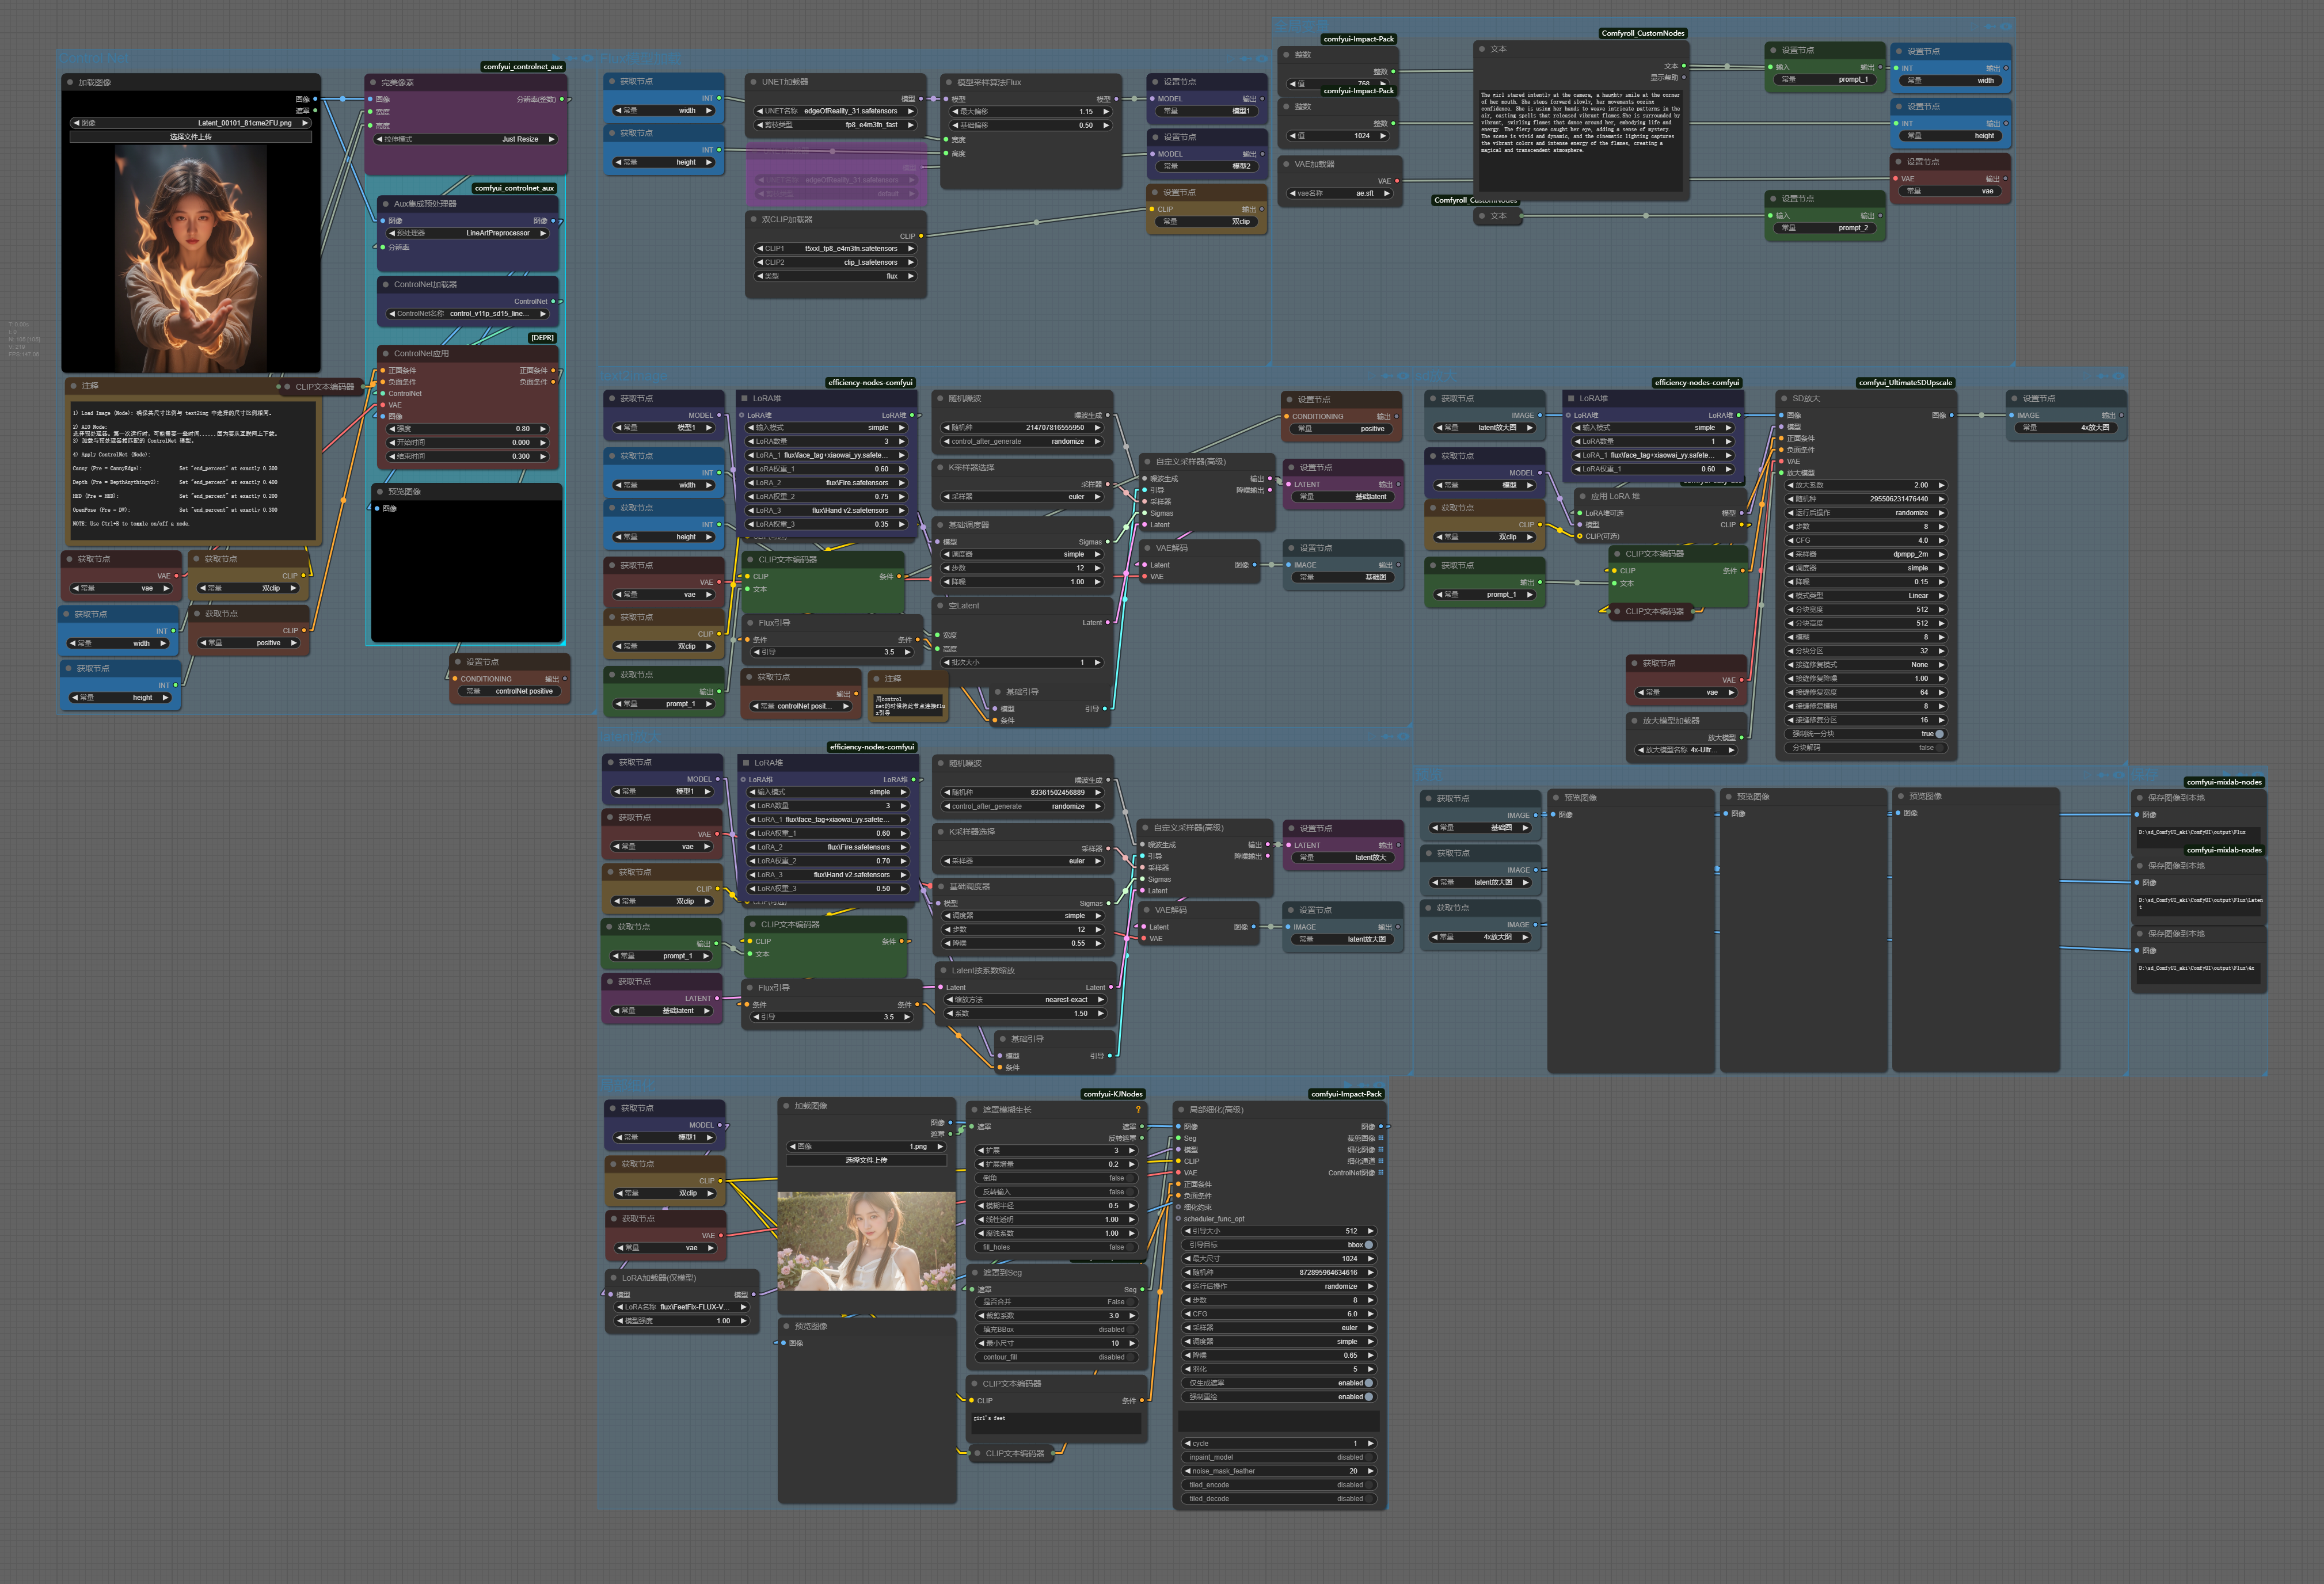 comfyui_controlnet_aux
加载图像
图像
遮罩
图像 Latent_00101_81cme2FU.png
选择文件上传
完美像素
图像 分辨率(整数)
宽度
高度
拉伸模式 Just Resize
comfyui_controlnet_aux
Aux集成预处理器
图像 图像
预处理器 LineArtPreprocessor
分辨率
ControlNet加载器
ControlNet
ControlNet名称 control_v11p_sd15_line...
[DEPR]
ControlNet应用
正面条件 正面条件
负面条件 负面条件
ControlNet
VAE
图像
强度 0.80
开始时间 0.000
结束时间 0.300
预览图像
图像
注释
CLIP文本编码器
1) Load Image (Node): 确保其尺寸比例与 text2img 中选择的尺寸比例相同。
2) AIO Node:
选择预处理器。第一次运行时，可能需要一些时间......因为要从互联网上下载。
3) 加载与预处理器相匹配的 ControlNet 模型。
4) Apply ControlNet (Node):
Canny (Pre = CannyEdge): Set "end_percent" at exactly 0.300
Depth (Pre = DepthAnythingv2): Set "end_percent" at exactly 0.400
HED (Pre = HED): Set "end_percent" at exactly 0.200
OpenPose (Pre = DW): Set "end_percent" at exactly 0.300
NOTE: Use Ctrl+B to toggle on/off a node.
获取节点
VAE
常量 vae
获取节点
CLIP
常量 双clip
获取节点
INT
常量 width
获取节点
CLIP
常量 positive
获取节点
INT
常量 height
设置节点
CONDITIONING 输出
常量 controlNet positive
获取节点
INT
常量 width
获取节点
INT
常量 height
UNET加载器
模型
UNET名称 edgeOfReality_31.safetensors
剪枝类型 fp8_e4m3fn_fast
edgeOfReality_31.safetensors
default
双CLIP加载器
CLIP
CLIP1 t5xxl_fp8_e4m3fn.safetensors
CLIP2 clip_l.safetensors
类型 flux
模型采样算法Flux
模型 模型
最大偏移 1.15
基础偏移 0.50
宽度
高度
设置节点
MODEL 输出
常量 模型1
设置节点
MODEL 输出
常量 模型2
设置节点
CLIP 输出
常量 双clip
comfyui-Impact-Pack
整数
整数
值 768
comfyui-Impact-Pack
整数
整数
值 1024
VAE加载器
VAE
vae名称 ae.sft
Comfyroll_CustomNodes
文本
文本
显示帮助
The girl stared intently at the camera, a haughty smile at the corner
of her mouth. She steps forward slowly, her movements oozing
confidence. She is using her hands to weave intricate patterns in the
air, casting spells that released vibrant flames.She is surrounded by
vibrant, swirling flames that dance around her, embodying life and
energy. The fiery scene caught her eye, adding a sense of mystery.
The scene is vivid and dynamic, and the cinematic lighting captures
the vibrant colors and intense energy of the flames, creating a
magical and transcendent atmosphere.
文本
设置节点
输入 输出
常量 prompt_1
设置节点
INT 输出
常量 width
设置节点
INT 输出
常量 height
设置节点
VAE 输出
常量 vae
设置节点
输入 输出
常量 prompt_2
获取节点
MODEL
常量 模型1
获取节点
INT
常量 width
获取节点
INT
常量 height
获取节点
VAE
常量 vae
获取节点
CLIP
常量 双clip
获取节点
输出
常量 prompt_1
efficiency-nodes-comfyui
LoRA堆
LoRA堆 LoRA堆
输入模式 simple
LoRA数量 3
LoRA_1 flux\face_tag+xiaowai_yy.safete...
LoRA权重_1 0.60
LoRA_2 flux\Fire.safetensors
LoRA权重_2 0.75
LoRA_3 flux\Hand v2.safetensors
LoRA权重_3 0.35
CLIP文本编码器
CLIP 条件
文本
Flux引导
条件 条件
引导 3.5
获取节点
输出
常量 controlNet posit...
注释
用control
net的时候将此节点连接flu
x引导
随机噪波
噪波生成
随机种 214707816555950
control_after_generate randomize
K采样器选择
采样器
采样器 euler
基础调度器
模型 Sigmas
调度器 simple
步数 12
降噪 1.00
空Latent
Latent
宽度
高度
批次大小 1
基础引导
模型 引导
条件
自定义采样器(高级)
噪波生成 输出
引导 降噪输出
采样器
Sigmas
Latent
VAE解码
Latent 图像
VAE
设置节点
CONDITIONING 输出
常量 positive
设置节点
LATENT 输出
常量 基础latent
设置节点
IMAGE 输出
常量 基础图
获取节点
IMAGE
常量 latent放大图
获取节点
MODEL
常量 模型
获取节点
CLIP
常量 双clip
获取节点
输出
常量 prompt_1
efficiency-nodes-comfyui
LoRA堆
LoRA堆 LoRA堆
输入模式 simple
LoRA数量 1
LoRA_1 flux\face_tag+xiaowai_yy.safete...
LoRA权重_1 0.60
应用 LoRA 堆
LoRA堆可选 模型
模型 CLIP
CLIP(可选)
CLIP文本编码器
CLIP 条件
文本
CLIP文本编码器
获取节点
VAE
常量 vae
放大模型加载器
放大模型
放大模型名称 4x-Ultr...
comfyui_UltimateSDUpscale
SD放大
图像 图像
模型
正面条件
负面条件
VAE
放大模型
放大系数 2.00
随机种 295506231476440
运行后操作 randomize
步数 8
CFG 4.0
采样器 dpmpp_2m
调度器 simple
降噪 0.15
模式类型 Linear
分块宽度 512
分块高度 512
模糊 8
分块分区 32
接缝修复模式 None
接缝修复降噪 1.00
接缝修复宽度 64
接缝修复模糊 8
接缝修复分区 16
强制统一分块 true
分块解码 false
设置节点
IMAGE 输出
常量 4x放大图
获取节点
MODEL
常量 模型1
获取节点
VAE
常量 vae
获取节点
CLIP
常量 双clip
获取节点
输出
常量 prompt_1
获取节点
LATENT
常量 基础latent
efficiency-nodes-comfyui
LoRA堆
LoRA堆 LoRA堆
输入模式 simple
LoRA数量 3
LoRA_1 flux\face_tag+xiaowai_yy.safete...
LoRA权重_1 0.60
LoRA_2 flux\Fire.safetensors
LoRA权重_2 0.70
LoRA_3 flux\Hand v2.safetensors
LoRA权重_3 0.50
CLIP文本编码器
CLIP 条件
文本
Flux引导
条件 条件
引导 3.5
随机噪波
噪波生成
随机种 83361502456889
control_after_generate randomize
K采样器选择
采样器
采样器 euler
基础调度器
模型 Sigmas
调度器 simple
步数 12
降噪 0.55
Latent按系数缩放
Latent Latent
缩放方法 nearest-exact
系数 1.50
基础引导
模型 引导
条件
自定义采样器(高级)
噪波生成 输出
引导 降噪输出
采样器
Sigmas
Latent
VAE解码
Latent 图像
VAE
设置节点
LATENT 输出
常量 latent放大
设置节点
IMAGE 输出
常量 latent放大图
获取节点
IMAGE
常量 基础图
获取节点
IMAGE
常量 latent放大图
获取节点
IMAGE
常量 4x放大图
预览图像
图像
预览图像
图像
预览图像
图像
comfyui-mixlab-nodes
保存图像到本地
图像
D:\sd_ComfyUI_aki\ComfyUI\output\Flux
comfyui-mixlab-nodes
保存图像到本地
图像
D:\sd_ComfyUI_aki\ComfyUI\output\Flux\Laten
t
保存图像到本地
图像
D:\sd_ComfyUI_aki\ComfyUI\output\Flux\4x
获取节点
MODEL
常量 模型1
获取节点
CLIP
常量 双clip
获取节点
VAE
常量 vae
LoRA加载器(仅模型)
模型 模型
LoRA名称 flux\FeetFix-FLUX-V...
模型强度 1.00
加载图像
图像
遮罩
图像 1.png
选择文件上传
预览图像
图像
comfyui-KJNodes
遮罩模糊生长 ?
遮罩 遮罩
反转遮罩
扩展 3
扩展增量 0.2
倒角 false
反转输入 false
模糊半径 0.5
线性透明 1.00
腐蚀系数 1.00
fill_holes false
遮罩到Seg
遮罩 Seg
是否合并 False
裁剪系数 3.0
填充BBox disabled
最小尺寸 10
contour_fill disabled
CLIP文本编码器
CLIP 条件
girl's feet
CLIP文本编码器
comfyui-Impact-Pack
局部细化(高级)
图像 图像
Seg 裁剪图像
模型 细化图像
CLIP 细化通道
VAE ControlNet图像
正面条件
负面条件
细化约束
scheduler_func_opt
引导大小 512
引导目标 bbox
最大尺寸 1024
随机种 872895964634616
运行后操作 randomize
步数 8
CFG 6.0
采样器 euler
调度器 simple
降噪 0.65
羽化 5
仅生成遮罩 enabled
强制重绘 enabled
cycle 1
inpaint_model disabled
noise_mask_feather 20
tiled_encode disabled
tiled_decode disabled